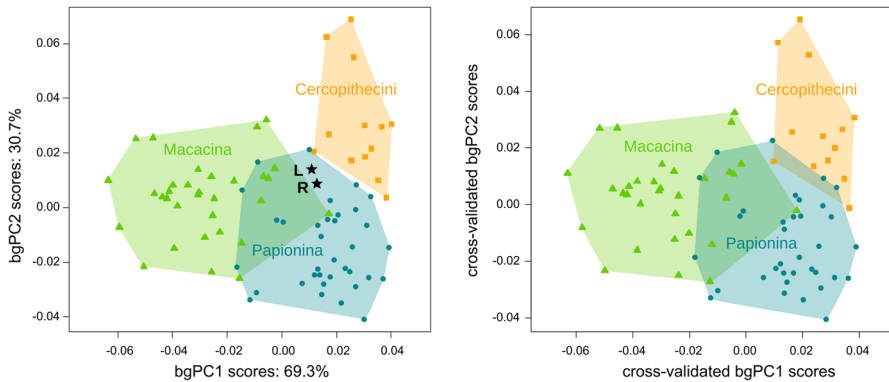 0.06
0.04
0.02
0.00
-0.02
-0.04
bgPC2 scores: 30.7%
Cercopithecini
Macacina
L
R
Papionina
-0.06
-0.04
-0.02
0.00
0.02
0.04
bgPC1 scores: 69.3%
0.06
0.04
0.02
0.00
-0.02
-0.04
cross-validated bgPC2 scores
Cercopithecini
Macacina
Papionina
-0.06
-0.04
-0.02
0.00
0.02
0.04
cross-validated bgPC1 scores